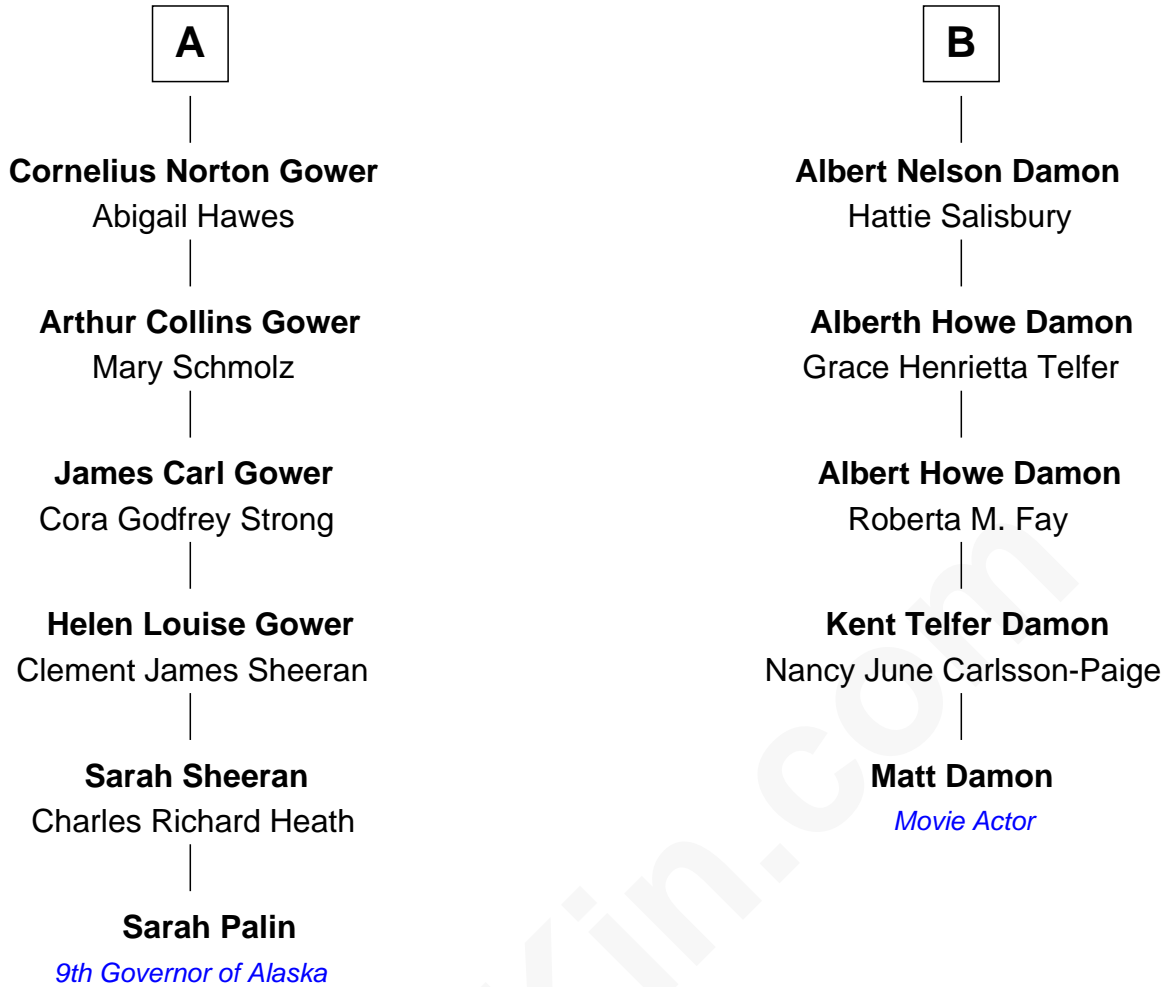 A
Cornelius Norton Gower
Abigail Hawes
Arthur Collins Gower
Mary Schmolz
James Carl Gower
Cora Godfrey Strong
Helen Louise Gower
Clement James Sheeran
Sarah Sheeran
Charles Richard Heath
Sarah Palin
9th Governor of Alaska
B
Albert Nelson Damon
Hattie Salisbury
Alberth Howe Damon
Grace Henrietta Telfer
Albert Howe Damon
Roberta M. Fay
Kent Telfer Damon
Nancy June Carlsson-Paige
Matt Damon
Movie Actor
Kin.com